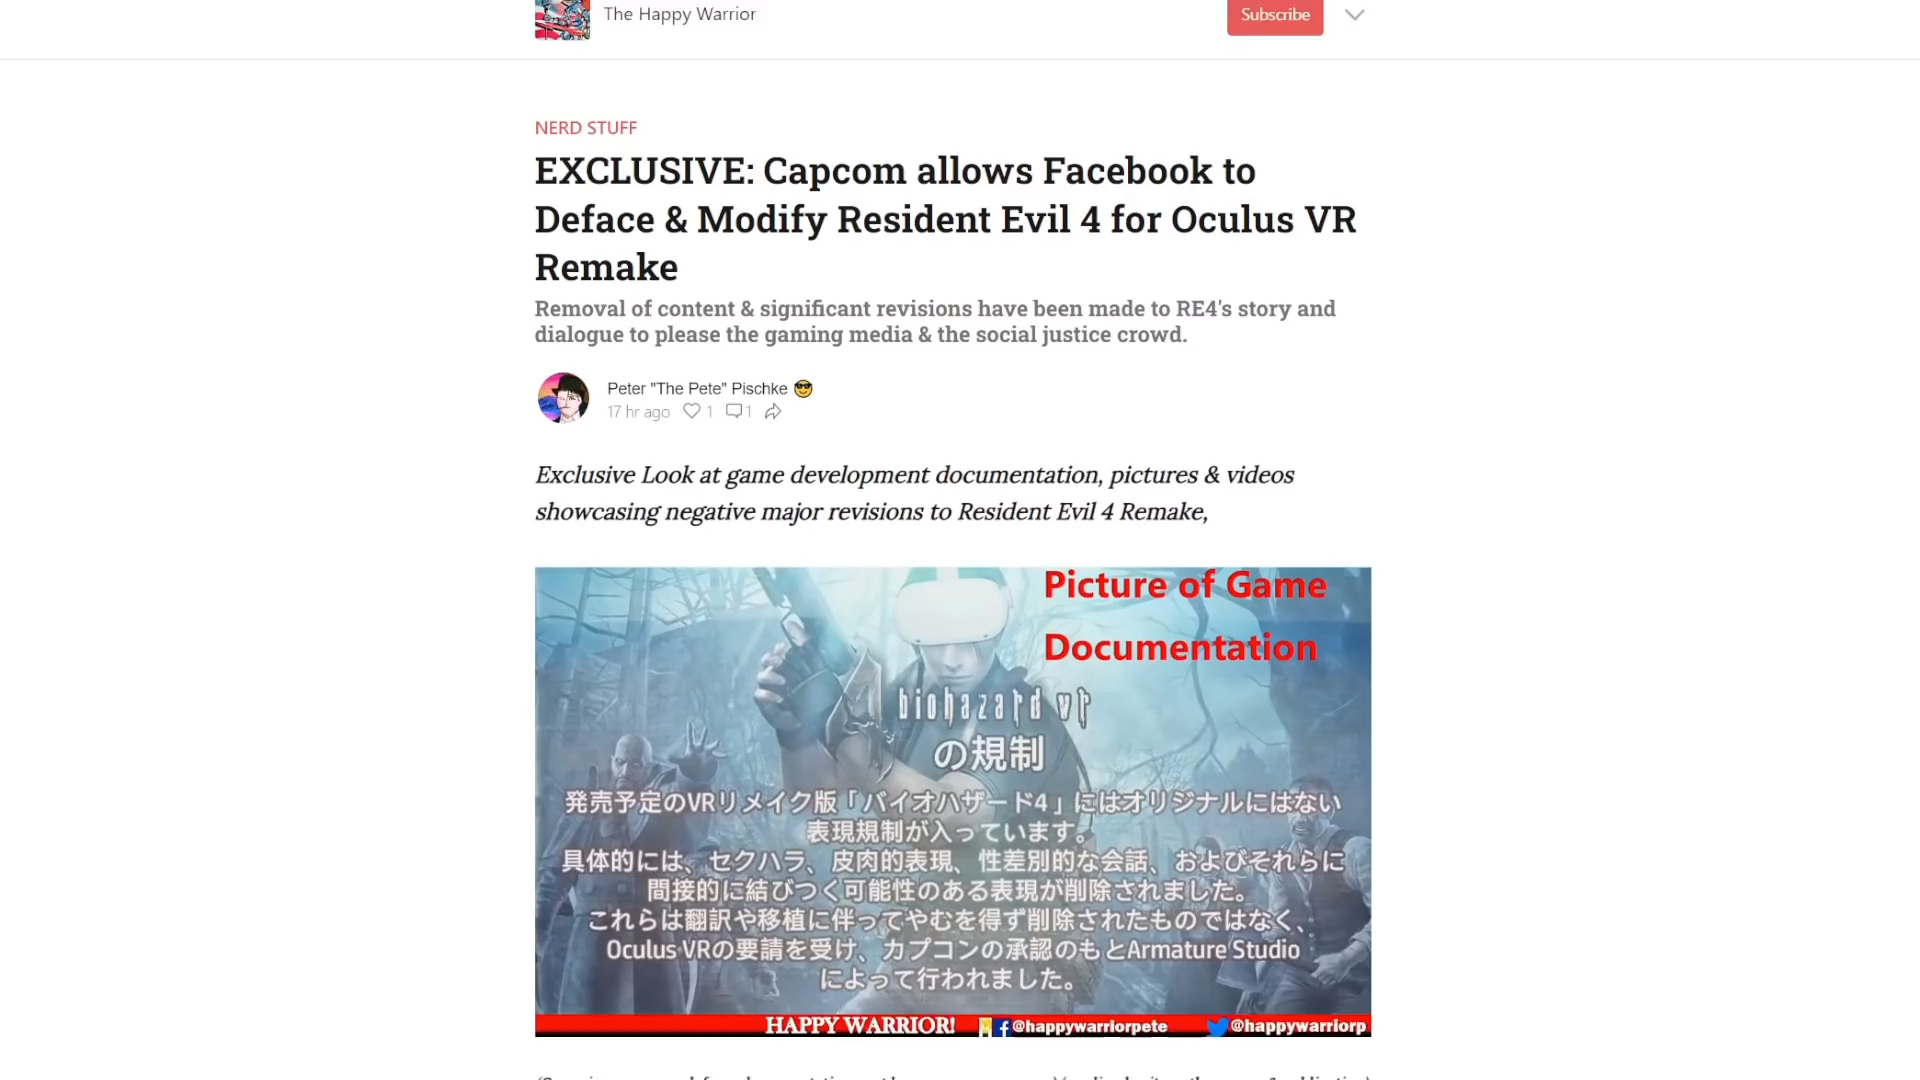 The Happy Warrior
Subscribe
NERD STUFF
EXCLUSIVE: Capcom allows Facebook to
Deface & Modify Resident Evil 4 for Oculus VR
Remake
Removal of content & significant revisions have been made to RE4's story and
dialogue to please the gaming media & the social justice crowd.
Peter "The Pete" Pischke 😎
17 hr ago 1 1
Exclusive Look at game development documentation, pictures & videos
showcasing negative major revisions to Resident Evil 4 Remake,
Picture of Game
Documentation
biohazard vr
の規制
発売予定のVRリメイク版「バイオハザード4」にはオリジナルにはない
表現規制が入っています。
具体的には、セクハラ、皮肉的表現、性差別的な会話、およびそれらに
間接的に結びつく可能性のある表現が削除されました。
これらは翻訳や移植に伴ってやむを得ず削除されたものではなく、
Oculus VRの要請を受け、カプコンの承認のもとArmature Studio
によって行われました。
HAPPY WARRIOR! @happywarriorpete @happywarriorp